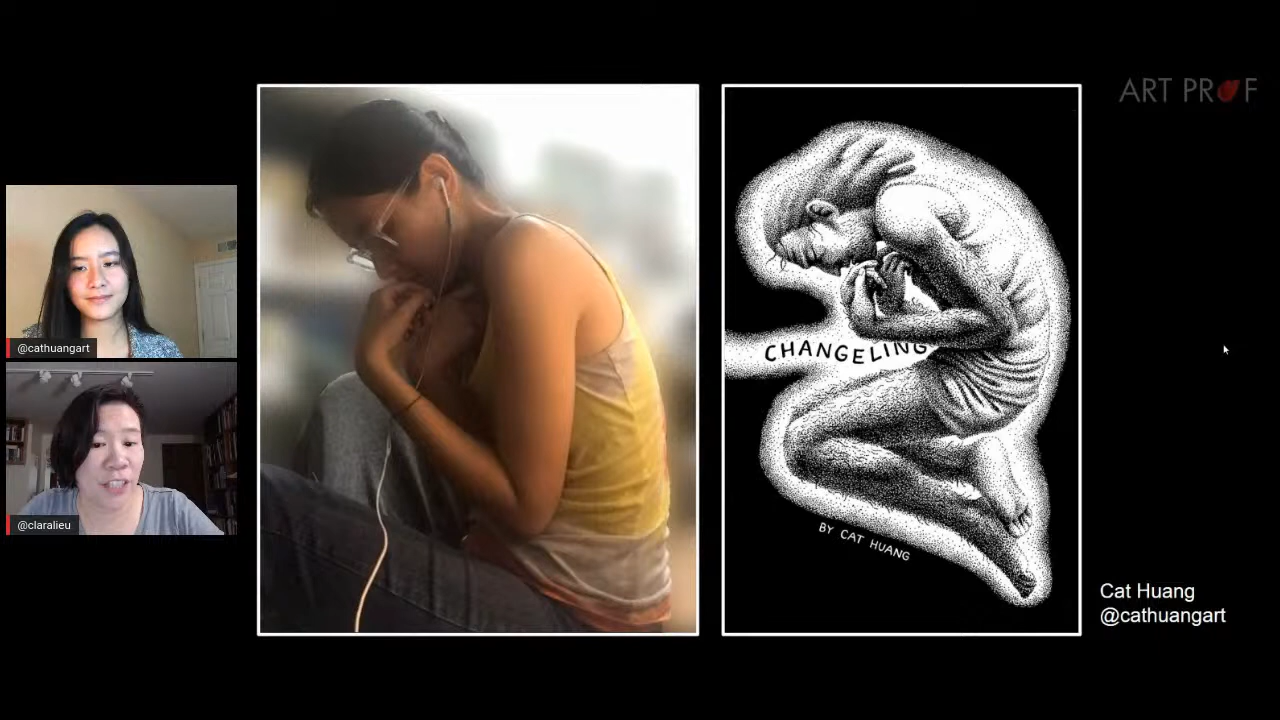 ART PROF
@cathuangart
@claralieu
CHANGELING
BY CAT HUANG
Cat Huang
@cathuangart